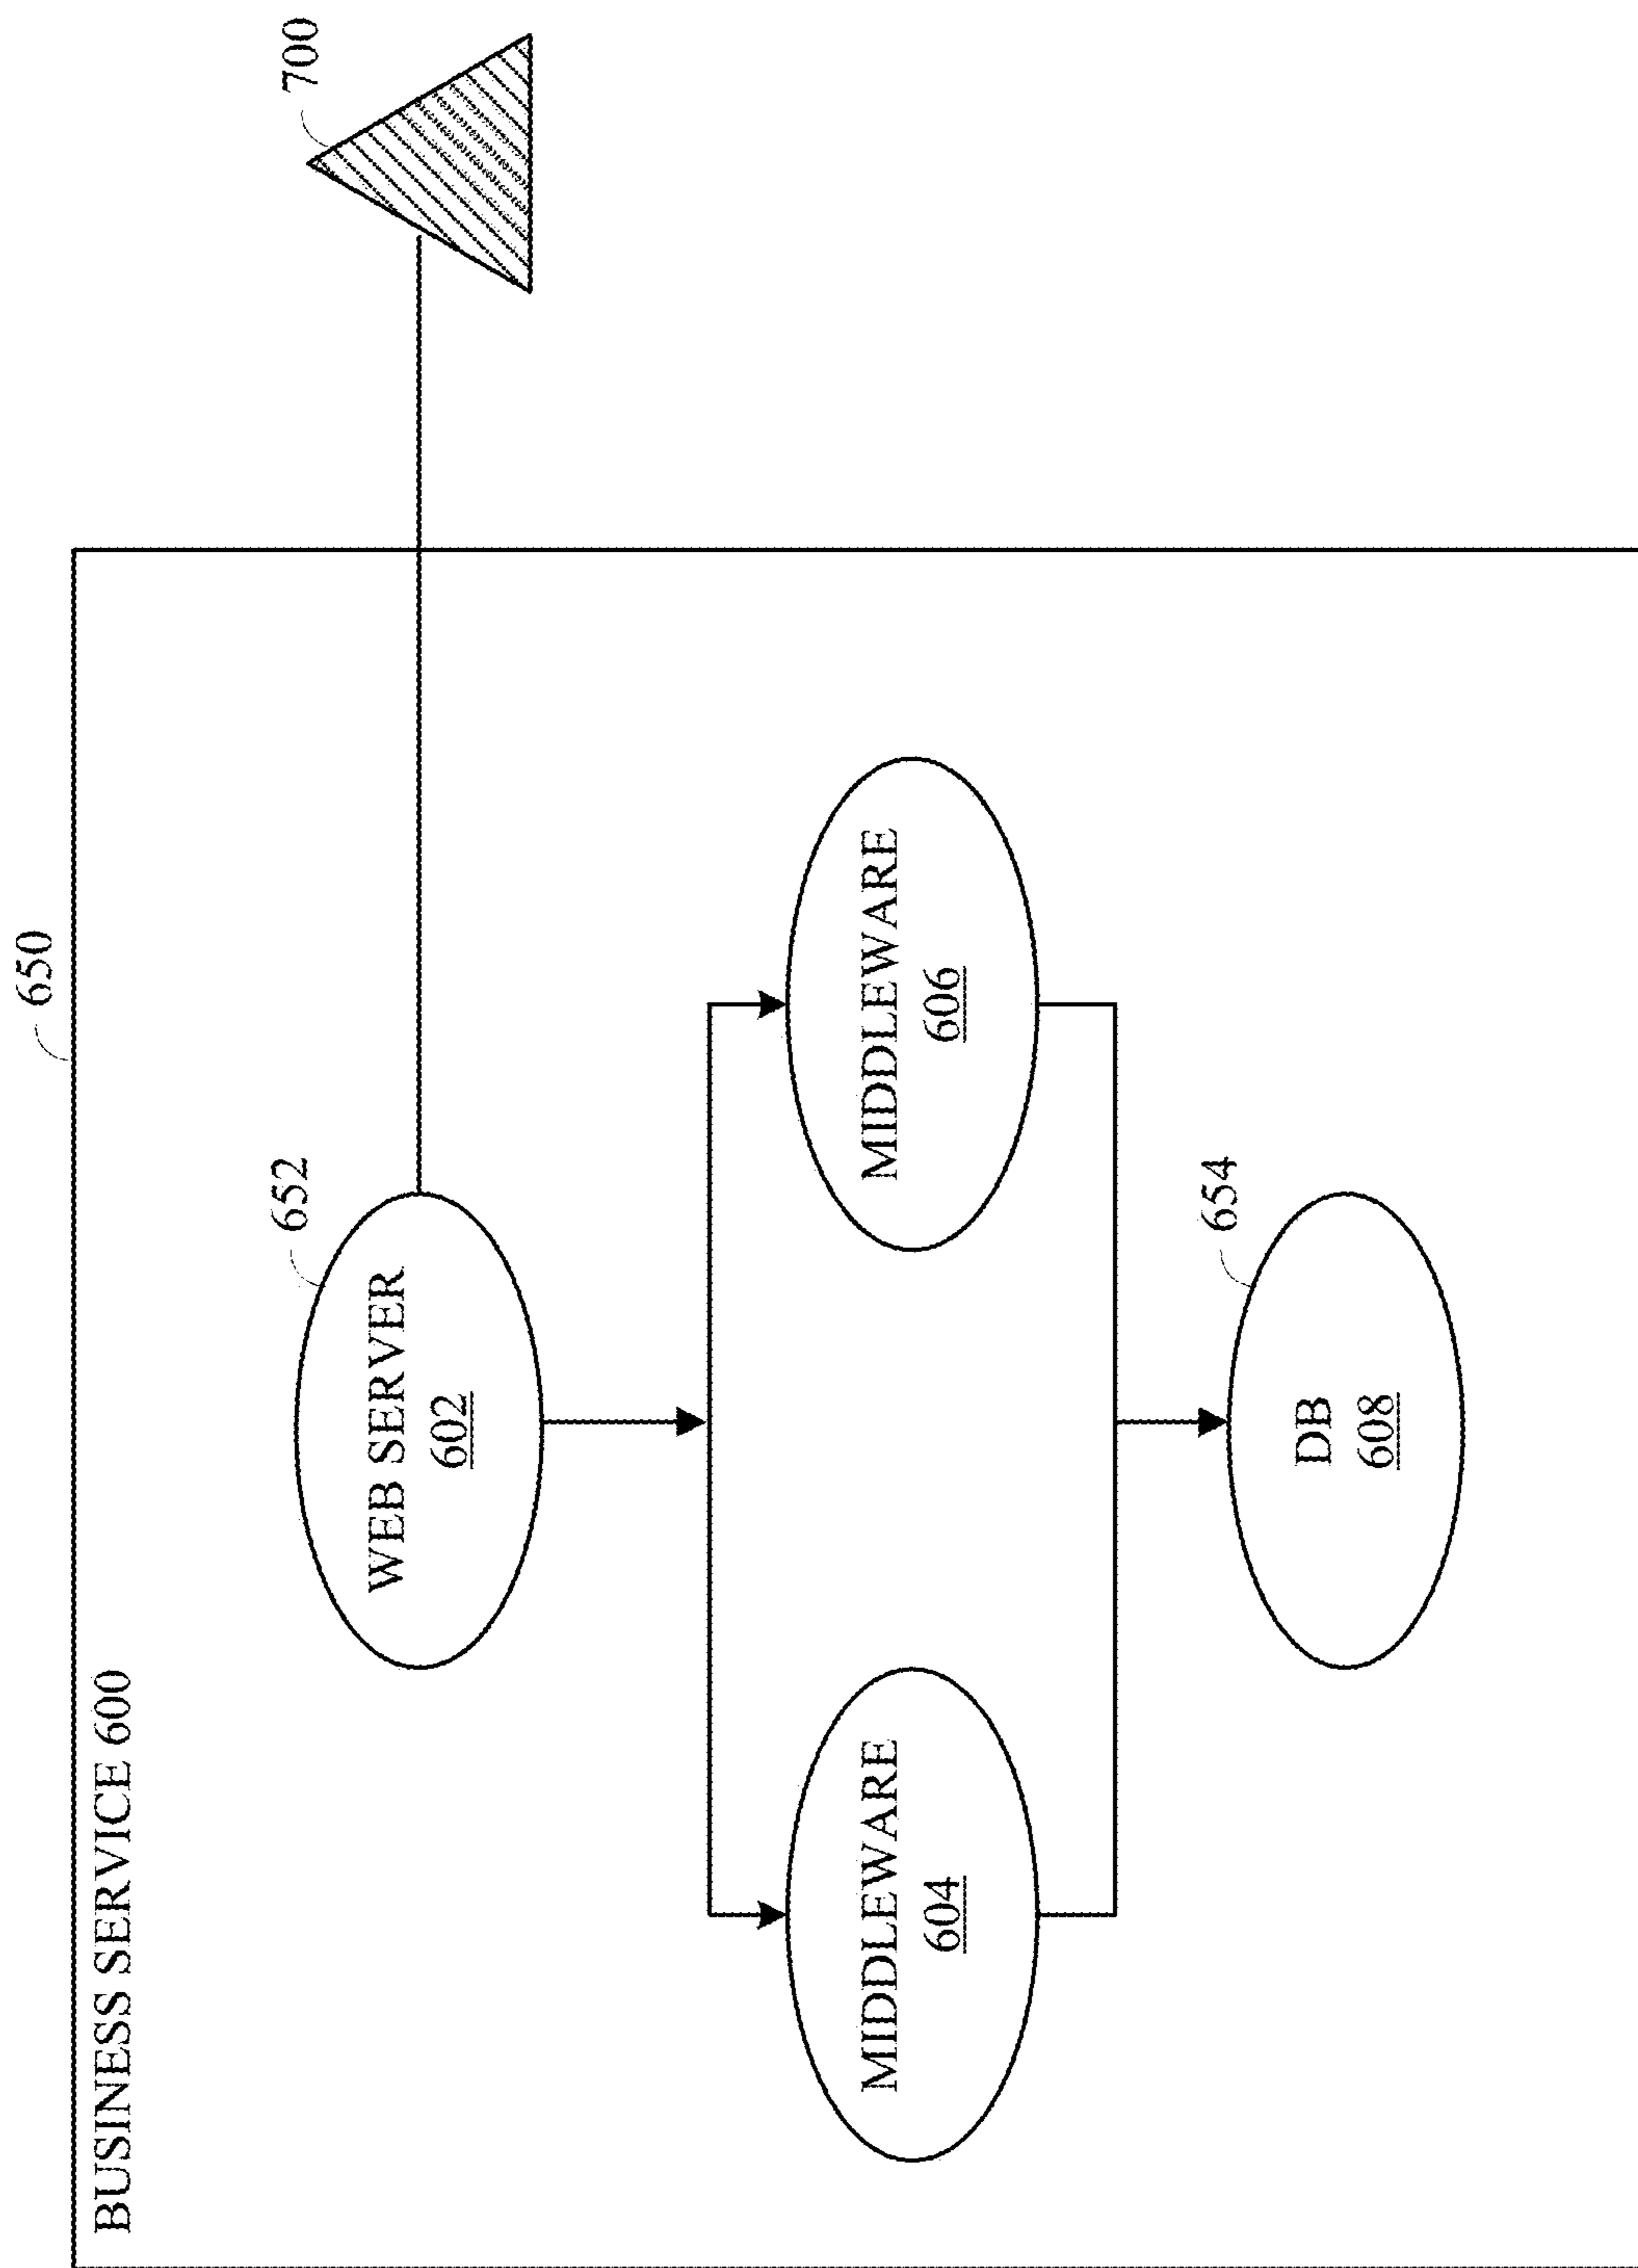 650
BUSINESS SERVICE 600
652
700
WEB SERVER
602
MIDDLEWARE
604
MIDDLEWARE
606
654
DB
608